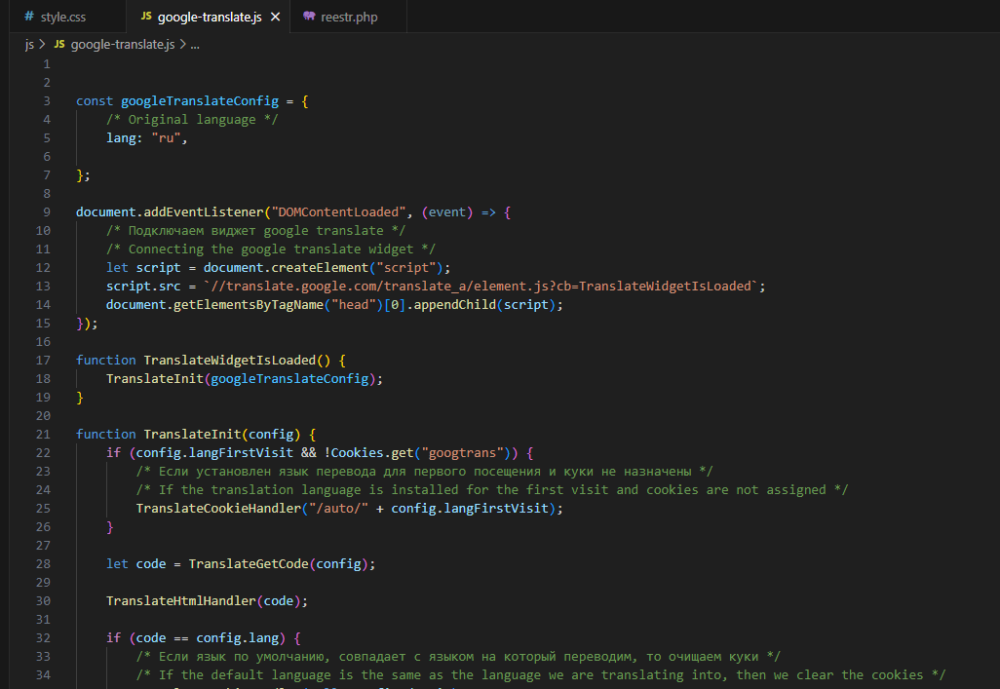 # style.css JS google-translate.js × reestr.php
js > JS google-translate.js > ...
1
2
3 const googleTranslateConfig = {
4 /* Original language */
5 lang: "ru",
6
7 };
8
9 document.addEventListener("DOMContentLoaded", (event) => {
10 /* Подключаем виджет google translate */
11 /* Connecting the google translate widget */
12 let script = document.createElement("script");
13 script.src = `//translate.google.com/translate_a/element.js?cb=TranslateWidgetIsLoaded`;
14 document.getElementsByTagName("head")[0].appendChild(script);
15 });
16
17 function TranslateWidgetIsLoaded() {
18 TranslateInit(googleTranslateConfig);
19 }
20
21 function TranslateInit(config) {
22 if (config.langFirstVisit && !Cookies.get("googtrans")) {
23 /* Если установлен язык перевода для первого посещения и куки не назначены */
24 /* If the translation language is installed for the first visit and cookies are not assigned */
25 TranslateCookieHandler("/auto/" + config.langFirstVisit);
26 }
27
28 let code = TranslateGetCode(config);
29
30 TranslateHtmlHandler(code);
31
32 if (code == config.lang) {
33 /* Если язык по умолчанию, совпадает с языком на который переводим, то очищаем куки */
34 /* If the default language is the same as the language we are translating into, then we clear the cookies */